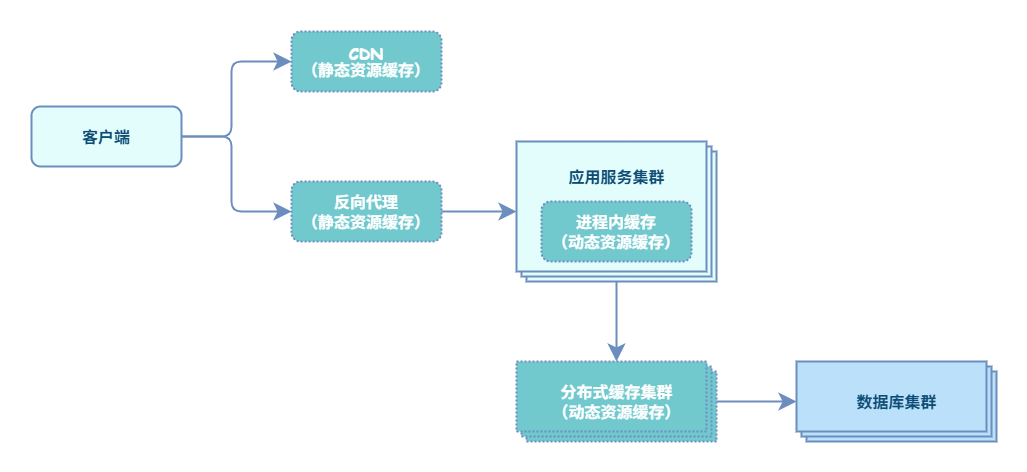 CDN
（静态资源缓存）
客户端
反向代理
（静态资源缓存）
应用服务集群
进程内缓存
（动态资源缓存）
分布式缓存集群
（动态资源缓存）
数据库集群